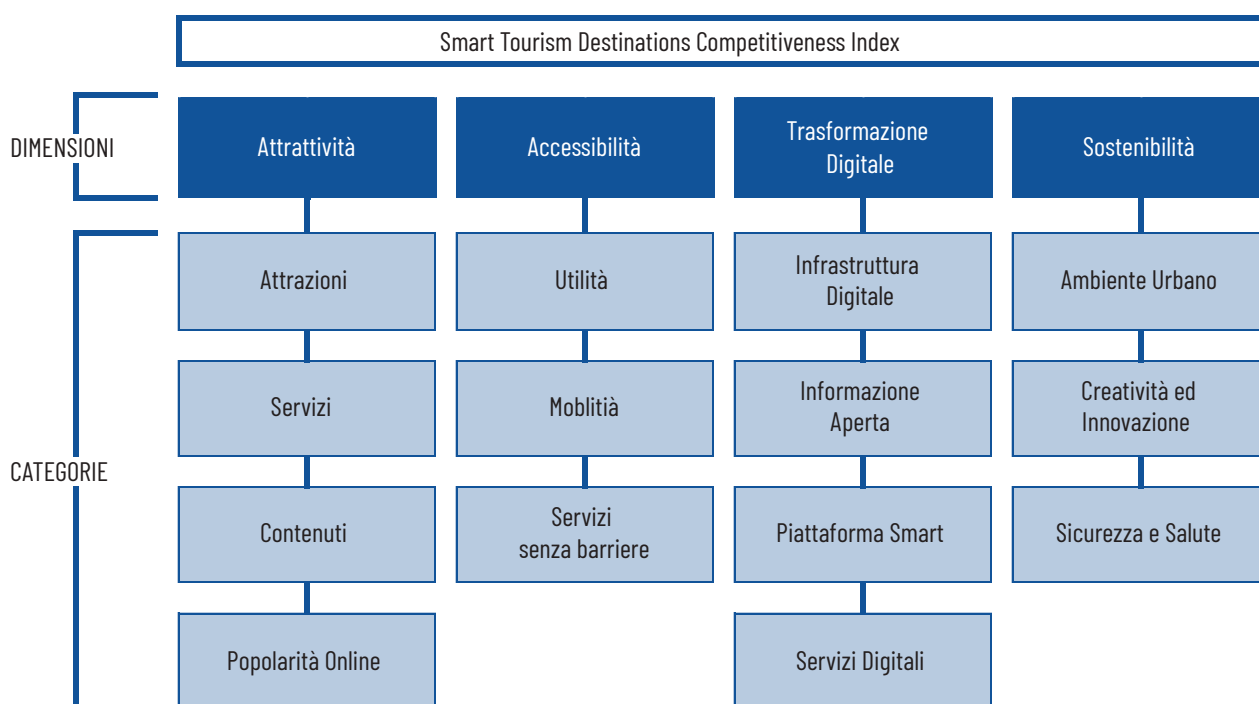 Smart Tourism Destinations Competitiveness Index
DIMENSIONI
Attrattività
Accessibilità
Trasformazione
Digitale
Sostenibilità
CATEGORIE
Attrazioni
Utilità
Infrastruttura
Digitale
Ambiente Urbano
Servizi
Moblitià
Informazione
Aperta
Creatività ed
Innovazione
Contenuti
Servizi
senza barriere
Piattaforma Smart
Sicurezza e Salute
Popolarità Online
Servizi Digitali